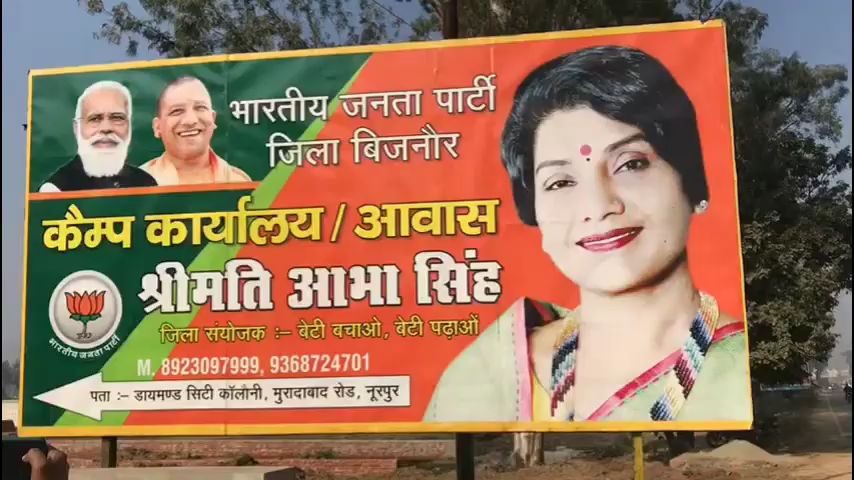 भारतीय जनता पार्टी
जिला बिजनौर
कैम्प कार्यालय / आवास
श्रीमति आभा सिंह
जिला संयोजक :- बेटी बचाओ, बेटी पढ़ाओं
भारतीय जनता पार्टी
M. 8923097999, 9368724701
पता :- डायमण्ड सिटी कॉलौनी, मुरादाबाद रोड, नूरपुर